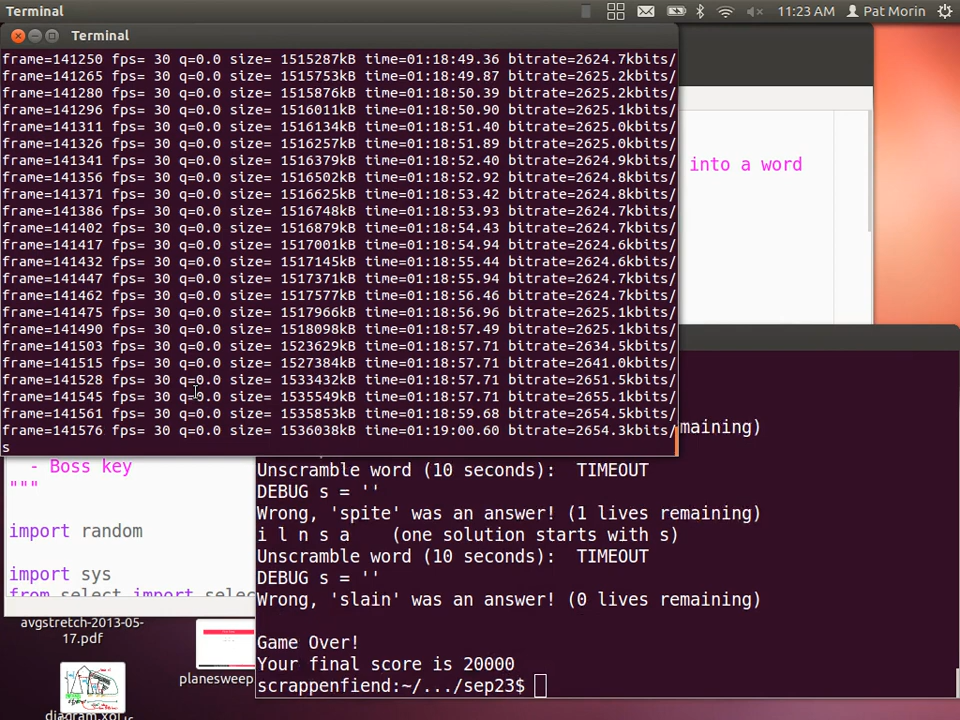 Terminal
11:23 AM
Pat Morin
Terminal
frame=141250 fps= 30 q=0.0 size= 1515287kB time=01:18:49.36 bitrate=2624.7kbits/
frame=141265 fps= 30 q=0.0 size= 1515753kB time=01:18:49.87 bitrate=2625.2kbits/
frame=141280 fps= 30 q=0.0 size= 1515876kB time=01:18:50.39 bitrate=2625.2kbits/
frame=141296 fps= 30 q=0.0 size= 1516011kB time=01:18:50.90 bitrate=2625.1kbits/
frame=141311 fps= 30 q=0.0 size= 1516134kB time=01:18:51.40 bitrate=2625.0kbits/
frame=141326 fps= 30 q=0.0 size= 1516257kB time=01:18:51.89 bitrate=2625.0kbits/
frame=141341 fps= 30 q=0.0 size= 1516379kB time=01:18:52.40 bitrate=2624.9kbits/
frame=141356 fps= 30 q=0.0 size= 1516502kB time=01:18:52.92 bitrate=2624.8kbits/
frame=141371 fps= 30 q=0.0 size= 1516625kB time=01:18:53.42 bitrate=2624.8kbits/
frame=141386 fps= 30 q=0.0 size= 1516748kB time=01:18:53.93 bitrate=2624.7kbits/
frame=141402 fps= 30 q=0.0 size= 1516879kB time=01:18:54.43 bitrate=2624.7kbits/
frame=141417 fps= 30 q=0.0 size= 1517001kB time=01:18:54.94 bitrate=2624.6kbits/
frame=141432 fps= 30 q=0.0 size= 1517145kB time=01:18:55.44 bitrate=2624.6kbits/
frame=141447 fps= 30 q=0.0 size= 1517371kB time=01:18:55.94 bitrate=2624.7kbits/
frame=141462 fps= 30 q=0.0 size= 1517577kB time=01:18:56.46 bitrate=2624.7kbits/
frame=141475 fps= 30 q=0.0 size= 1517966kB time=01:18:56.96 bitrate=2625.1kbits/
frame=141490 fps= 30 q=0.0 size= 1518098kB time=01:18:57.49 bitrate=2625.1kbits/
frame=141503 fps= 30 q=0.0 size= 1523629kB time=01:18:57.71 bitrate=2634.5kbits/
frame=141515 fps= 30 q=0.0 size= 1527384kB time=01:18:57.71 bitrate=2641.0kbits/
frame=141528 fps= 30 q=0.0 size= 1533432kB time=01:18:57.71 bitrate=2651.5kbits/
frame=141545 fps= 30 q=0.0 size= 1535549kB time=01:18:57.71 bitrate=2655.1kbits/
frame=141561 fps= 30 q=0.0 size= 1535853kB time=01:18:59.68 bitrate=2654.5kbits/
frame=141576 fps= 30 q=0.0 size= 1536038kB time=01:19:00.60 bitrate=2654.3kbits/
s
into a word
maining)
Unscramble word (10 seconds):  TIMEOUT
DEBUG s = ''
Wrong, 'spite' was an answer! (1 lives remaining)
i l n s a    (one solution starts with s)
Unscramble word (10 seconds):  TIMEOUT
DEBUG s = ''
Wrong, 'slain' was an answer! (0 lives remaining)
Game Over!
Your final score is 20000
scrappenfiend:~/.../sep23$
- Boss key
"""
import random
import sys
from select import selec
avgstretch-2013-05-
17.pdf
planesweep
diagram.xoj